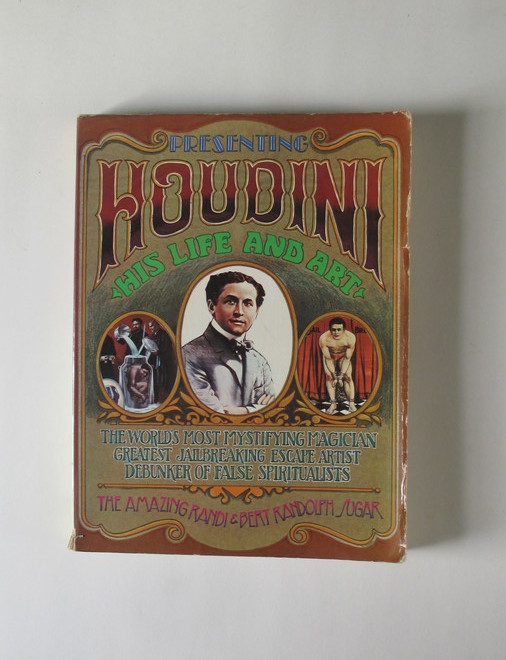 PRESENTING
HOUDINI
HIS LIFE AND ART
THE WORLD'S MOST MYSTIFYING MAGICIAN
GREATEST JAILBREAKING ESCAPE ARTIST
DEBUNKER OF FALSE SPIRITUALISTS
THE AMAZING RANDI & BERT RANDOLPH SUGAR